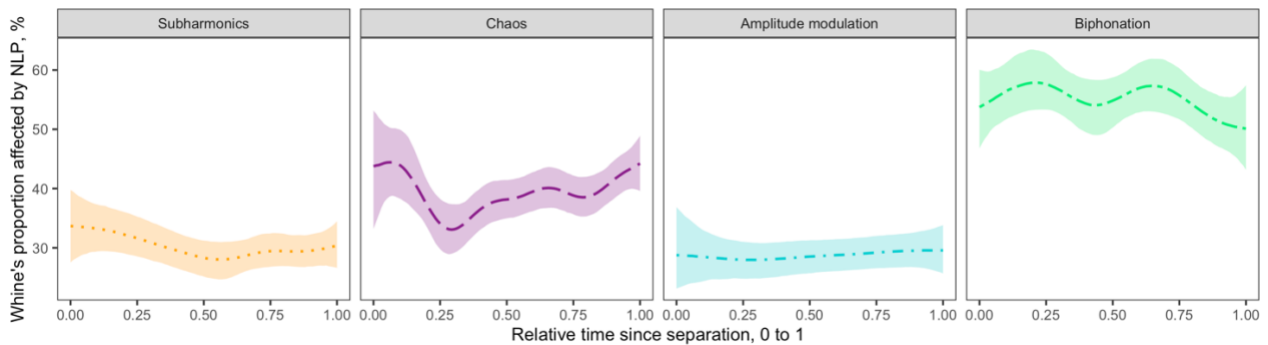 Subharmonics Chaos Amplitude modulation Biphonation
Whine's proportion affected by NLP, %
60
50
40
30
0.00 0.25 0.50 0.75 1.00 0.00 0.25 0.50 0.75 1.00 0.00 0.25 0.50 0.75 1.00 0.00 0.25 0.50 0.75 1.00
Relative time since separation, 0 to 1